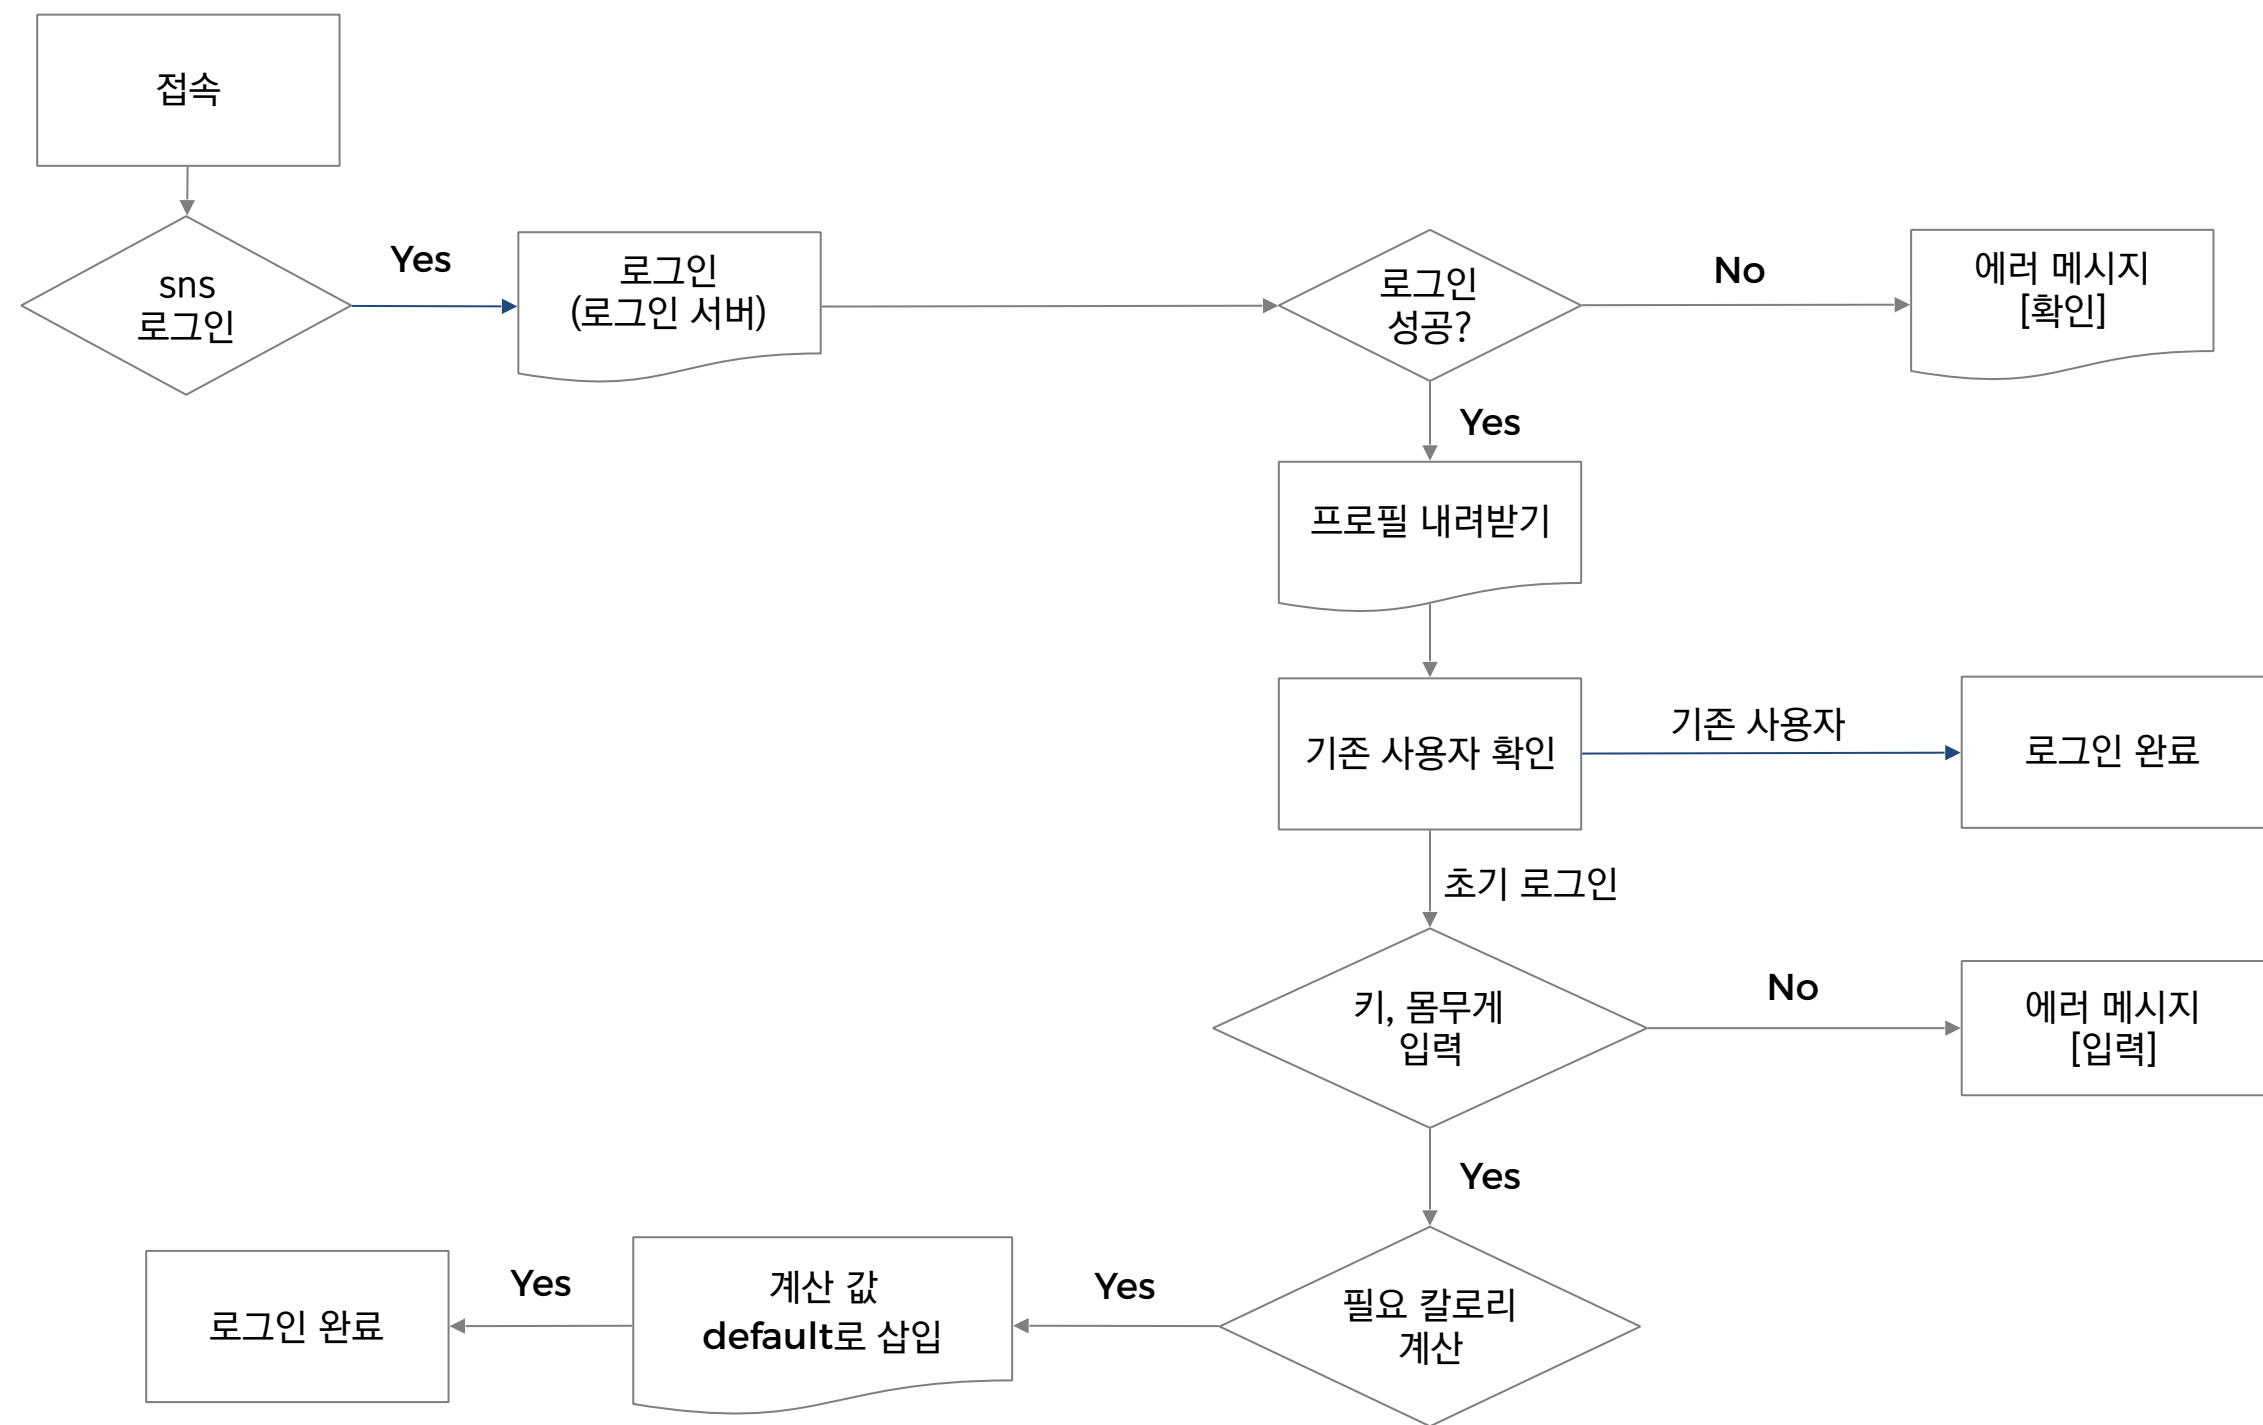 접속
sns
로그인
Yes
로그인
(로그인 서버)
로그인
성공?
No
에러 메시지
[확인]
Yes
프로필 내려받기
기존 사용자 확인
기존 사용자
로그인 완료
초기 로그인
키, 몸무게
입력
No
에러 메시지
[입력]
Yes
필요 칼로리
계산
Yes
계산 값
default로 삽입
Yes
로그인 완료